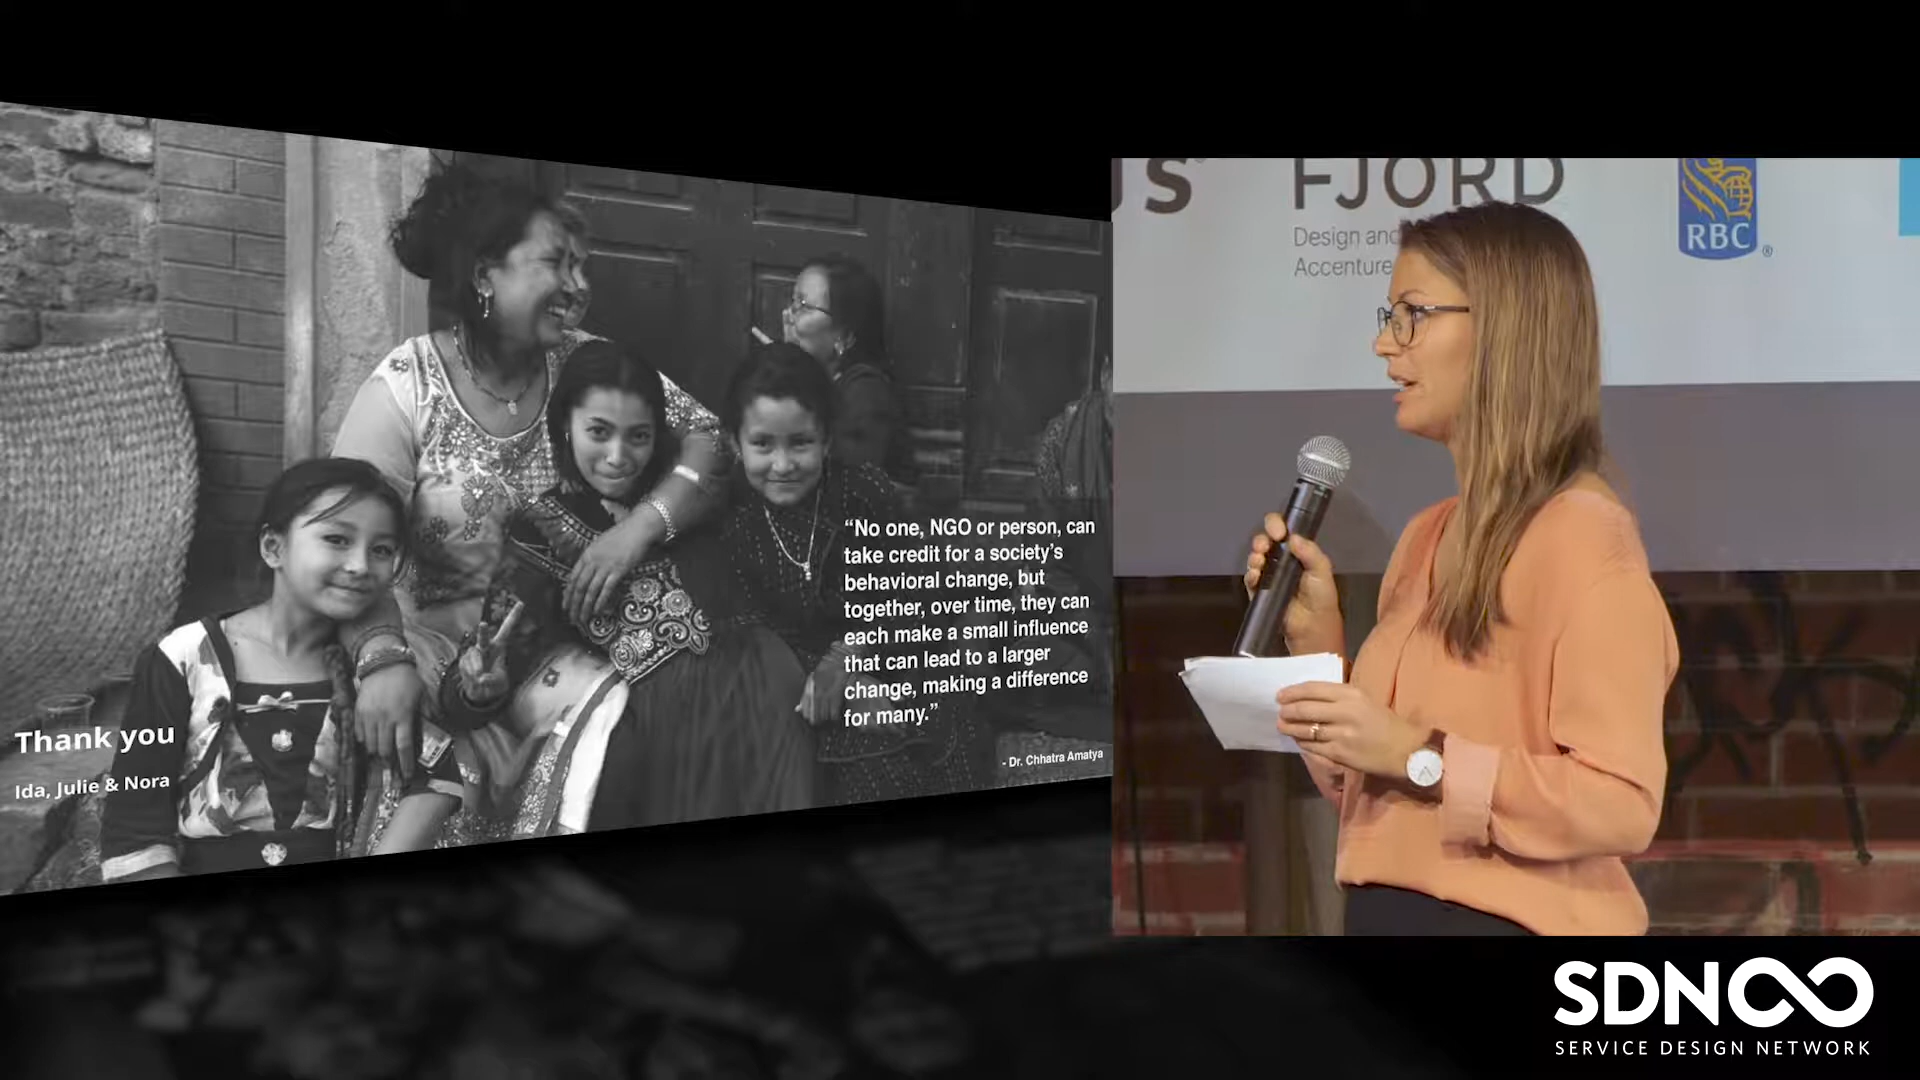 Thank you
Ida, Julie & Nora
“No one, NGO or person, can
take credit for a society’s
behavioral change, but
together, over time, they can
each make a small influence
that can lead to a larger
change, making a difference
for many.”
- Dr. Chhatra Amatya
FJORD
Design and
Accenture
RBC
®
SDN
SERVICE DESIGN NETWORK